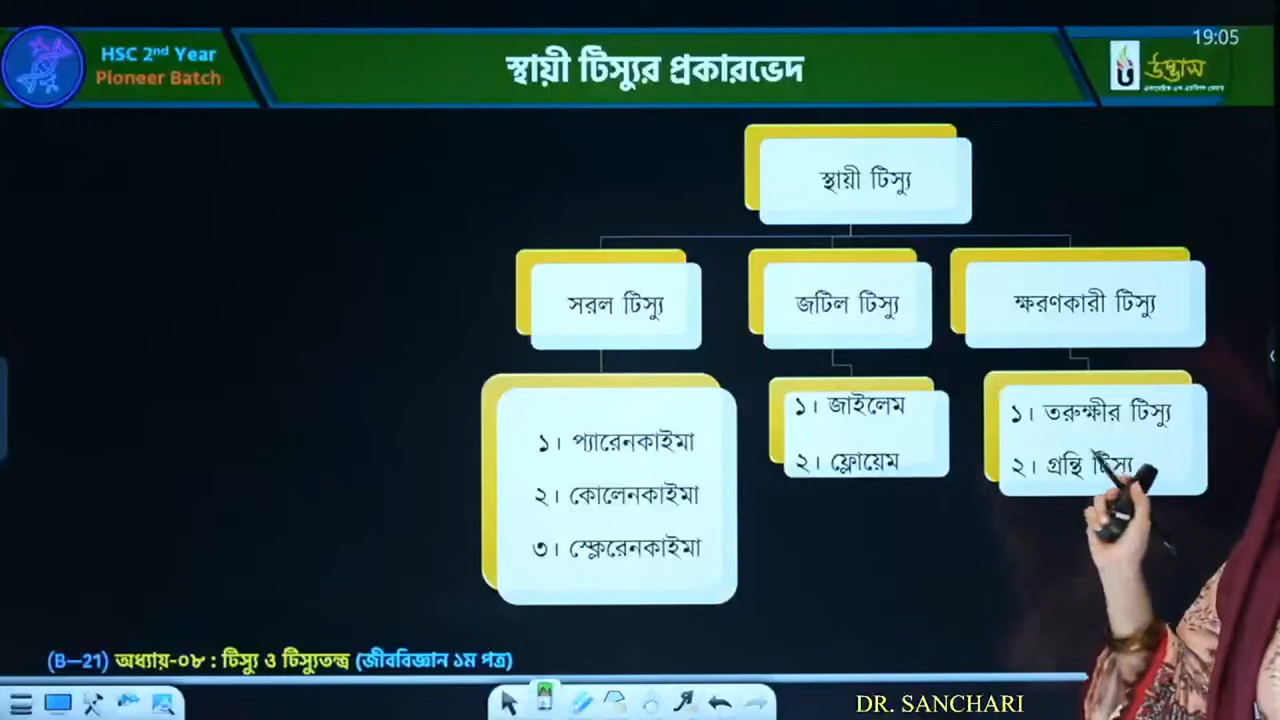 HSC 2nd Year
Pioneer Batch
স্থায়ী টিস্যুর প্রকারভেদ
19:05
উদ্ভাস
স্থায়ী টিস্যু
সরল টিস্যু
জটিল টিস্যু
ক্ষরণকারী টিস্যু
১। প্যারেনকাইমা
২। কোলেনকাইমা
৩। স্ক্লেরেনকাইমা
১। জাইলেম
২। ফ্লোয়েম
১। তরুক্ষীর টিস্যু
২। গ্রন্থি টিস্যু
(B—21) অধ্যায়-০৮ : টিস্যু ও টিস্যুতন্ত্র (জীববিজ্ঞান ১ম পত্র)
DR. SANCHARI